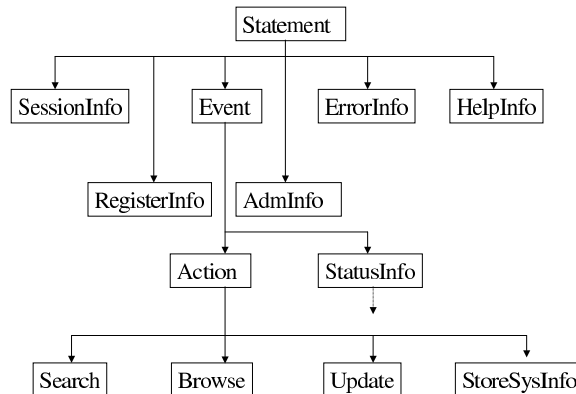 Statement
SessionInfo
Event
ErrorInfo
HelpInfo
RegisterInfo
AdmInfo
Action
StatusInfo
Search
Browse
Update
StoreSysInfo